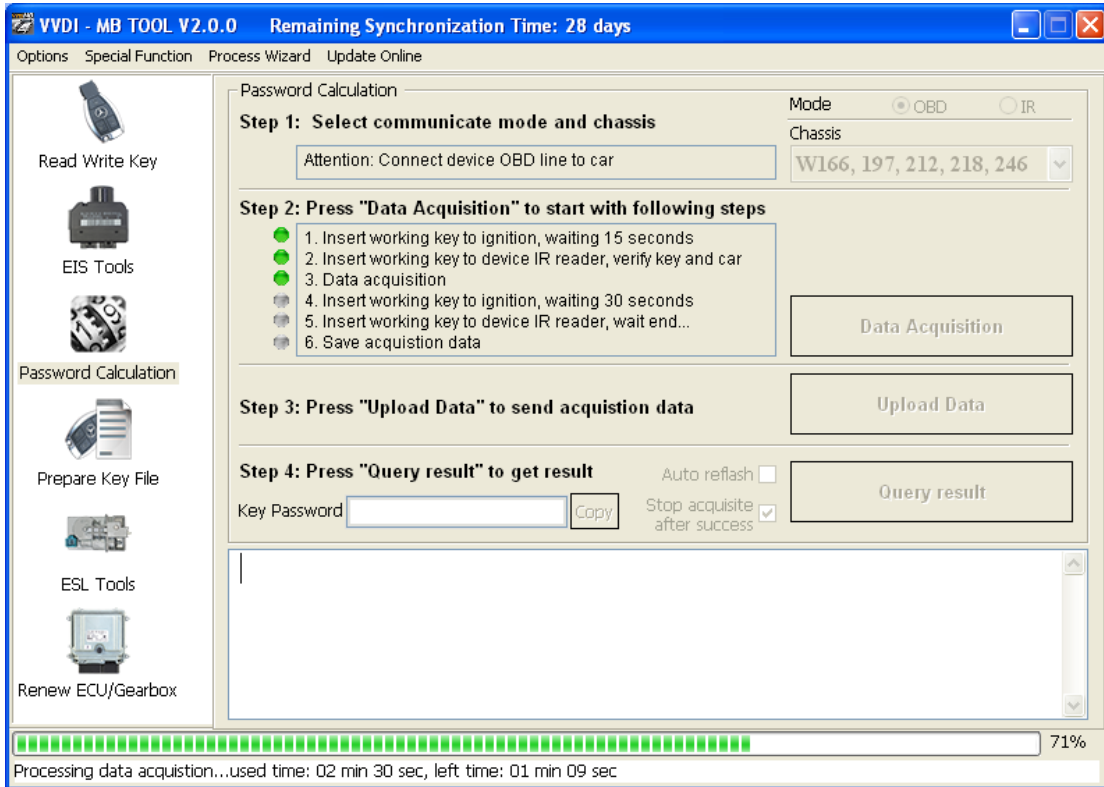 VVDI - MB TOOL V2.0.0 Remaining Synchronization Time: 28 days
Options Special Function Process Wizard Update Online
Read Write Key
EIS Tools
Password Calculation
Prepare Key File
ESL Tools
Renew ECU/Gearbox
Password Calculation
Step 1: Select communicate mode and chassis
Attention: Connect device OBD line to car
Mode OBD IR
Chassis
W166, 197, 212, 218, 246
Step 2: Press "Data Acquisition" to start with following steps
1. Insert working key to ignition, waiting 15 seconds
2. Insert working key to device IR reader, verify key and car
3. Data acquisition
4. Insert working key to ignition, waiting 30 seconds
5. Insert working key to device IR reader, wait end...
6. Save acquistion data
Data Acquisition
Step 3: Press "Upload Data" to send acquistion data
Upload Data
Step 4: Press "Query result" to get result
Auto reflash
Key Password
Copy
Stop acquisite
after success
Query result
71%
Processing data acquistion...used time: 02 min 30 sec, left time: 01 min 09 sec